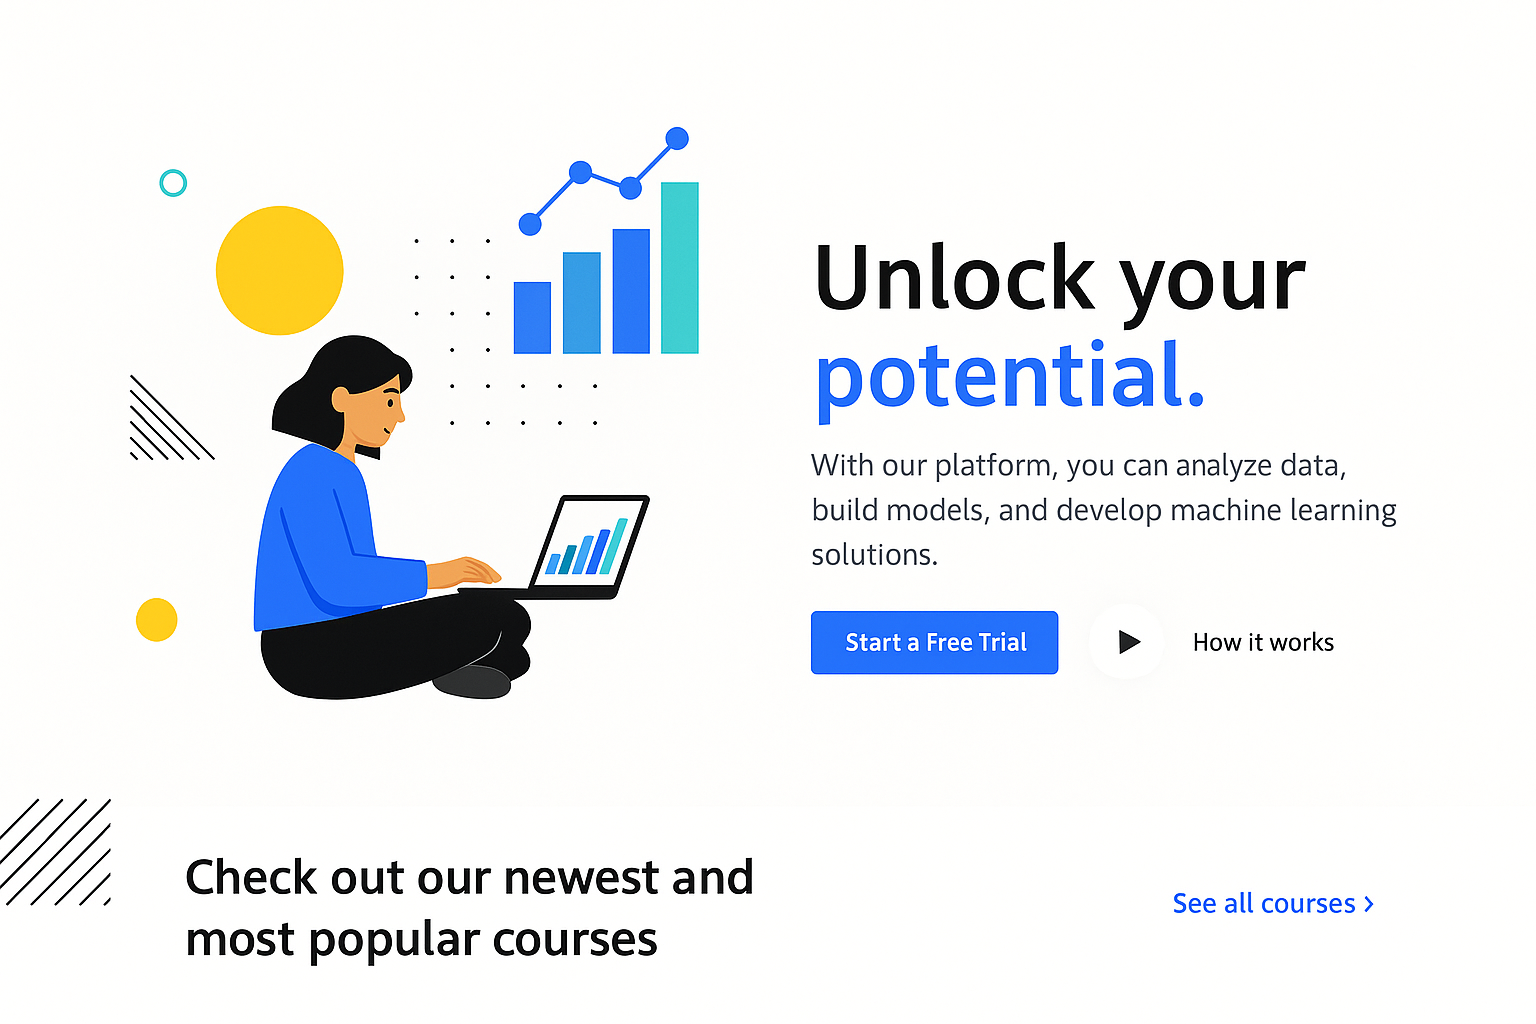 Unlock your
potential.
With our platform, you can analyze data,
build models, and develop machine learning
solutions.
Start a Free Trial
How it works
Check out our newest and
most popular courses
See all courses ›